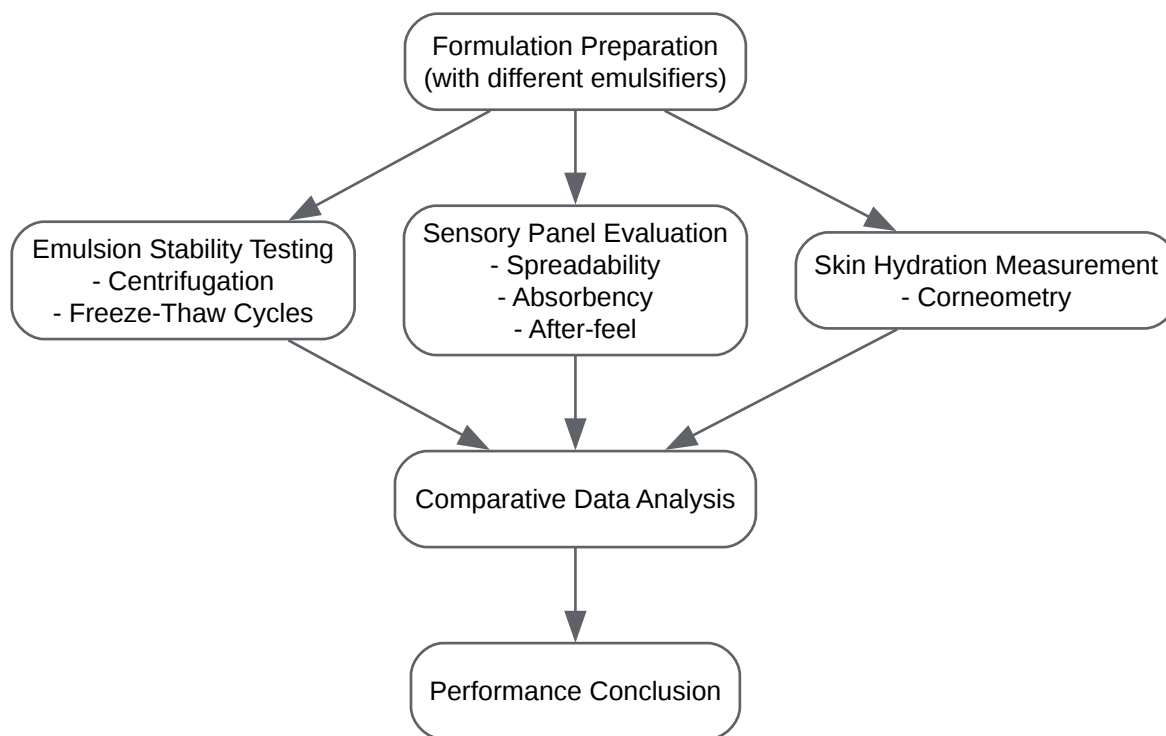 Formulation Preparation
(with different emulsifiers)
Emulsion Stability Testing
- Centrifugation
- Freeze-Thaw Cycles
Sensory Panel Evaluation
- Spreadability
- Absorbency
- After-feel
Skin Hydration Measurement
- Corneometry
Comparative Data Analysis
Performance Conclusion